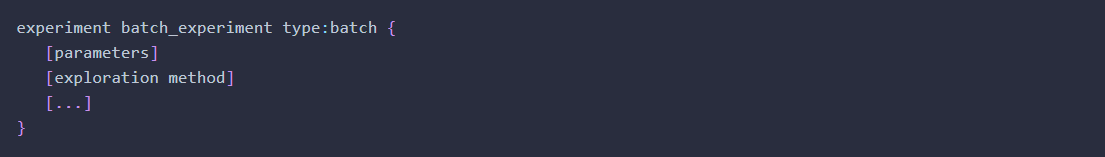 experiment batch_experiment type:batch {
[parameters]
[exploration method]
[...]
}